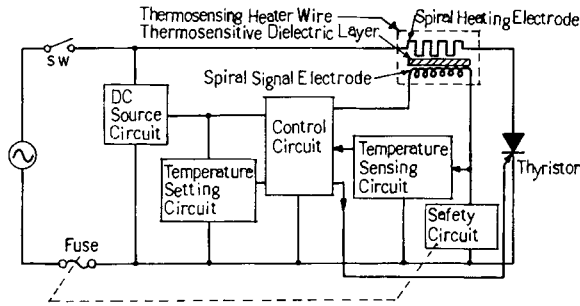 Thermosensing Heater Wire
Spiral Heating Electrode
Thermosensitive Dielectric Layer
SW
Spiral Signal Electrode
DC
Source
Circuit
Control
Circuit
Temperature
Setting
Circuit
Temperature
Sensing
Circuit
Thyristor
Safety
Circuit
Fuse